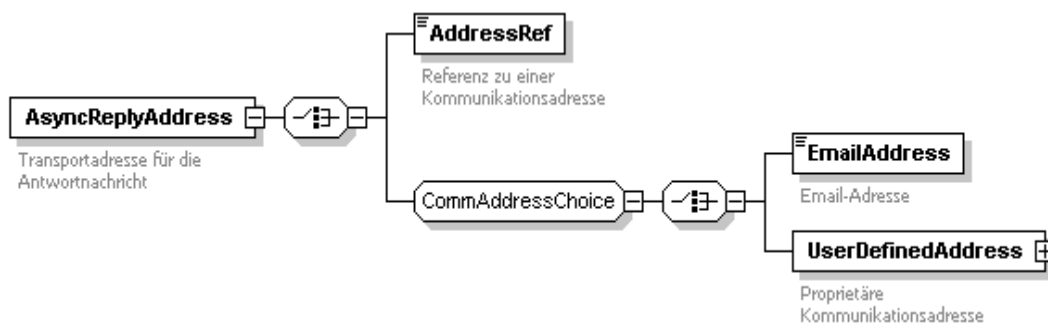 AddressRef
Referenz zu einer
Kommunikationsadresse
AsyncReplyAddress
Transportadresse für die
Antwortnachricht
CommAddressChoice
EmailAddress
Email-Adresse
UserDefinedAddress
Proprietäre
Kommunikationsadresse